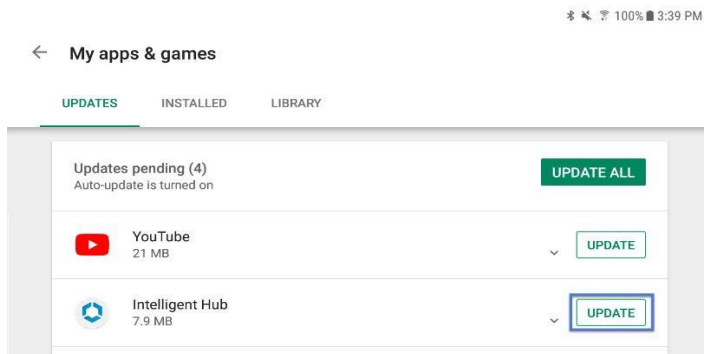 100% 3:39 PM
My apps & games
UPDATES INSTALLED LIBRARY
Updates pending (4)
UPDATE ALL
Auto-update is turned on
YouTube
21 MB
UPDATE
Intelligent Hub
7.9 MB
UPDATE